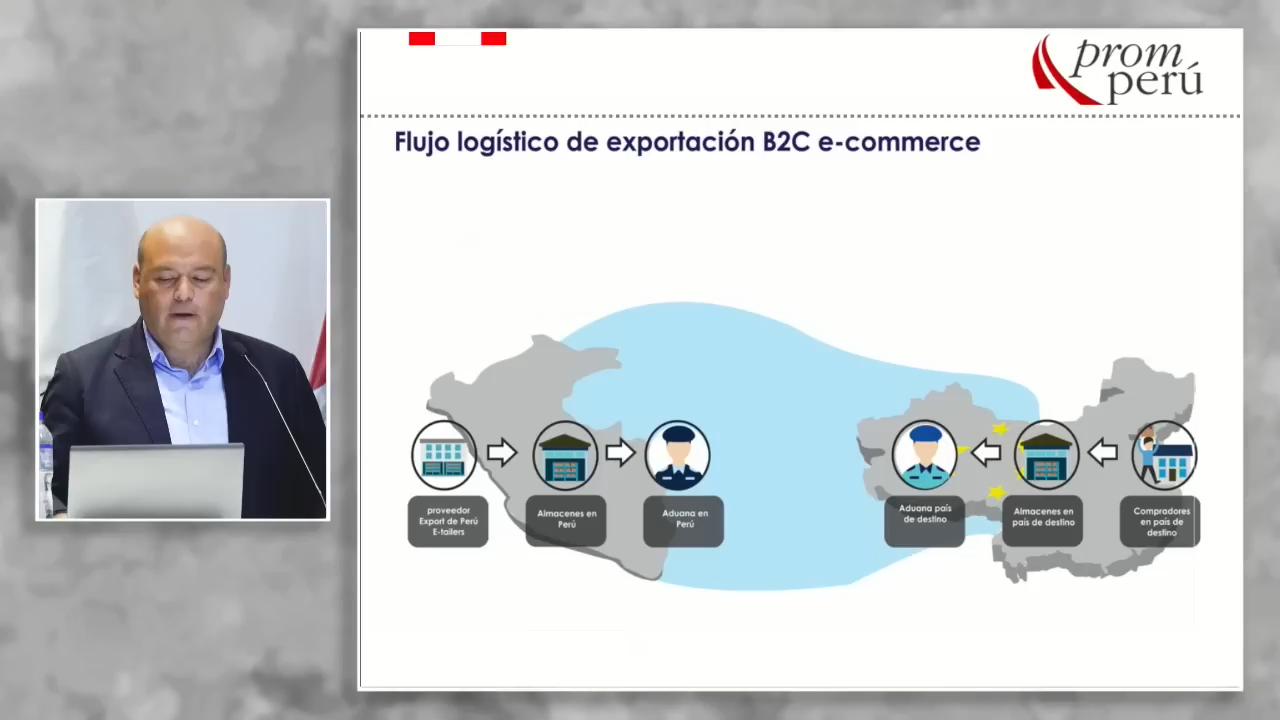 prom
perú
Flujo logístico de exportación B2C e-commerce
proveedor
Export de Perú
E-tailers
Almacenes en
Perú
Aduana en
Perú
Aduana país
de destino
Almacenes en
país de destino
Compradores
en país de
destino